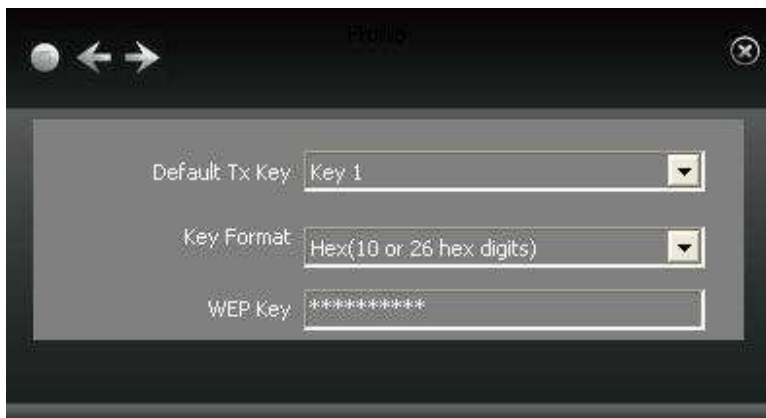 Default Tx Key Key 1
Key Format Hex(10 or 26 hex digits)
WEP Key **********